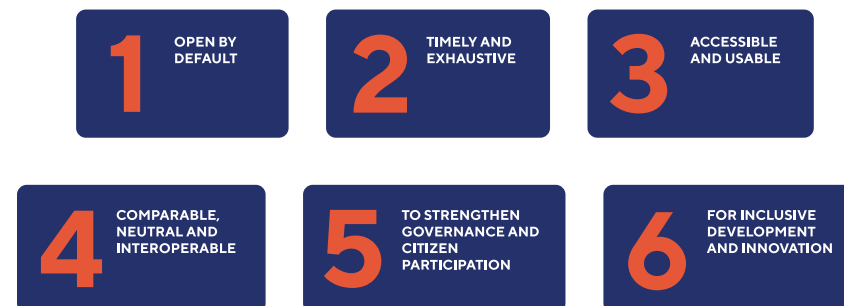 1
OPEN BY
DEFAULT
2
TIMELY AND
EXHAUSTIVE
3
ACCESSIBLE
AND USABLE
4
COMPARABLE,
NEUTRAL AND
INTEROPERABLE
5
TO STRENGTHEN
GOVERNANCE AND
CITIZEN
PARTICIPATION
6
FOR INCLUSIVE
DEVELOPMENT
AND INNOVATION